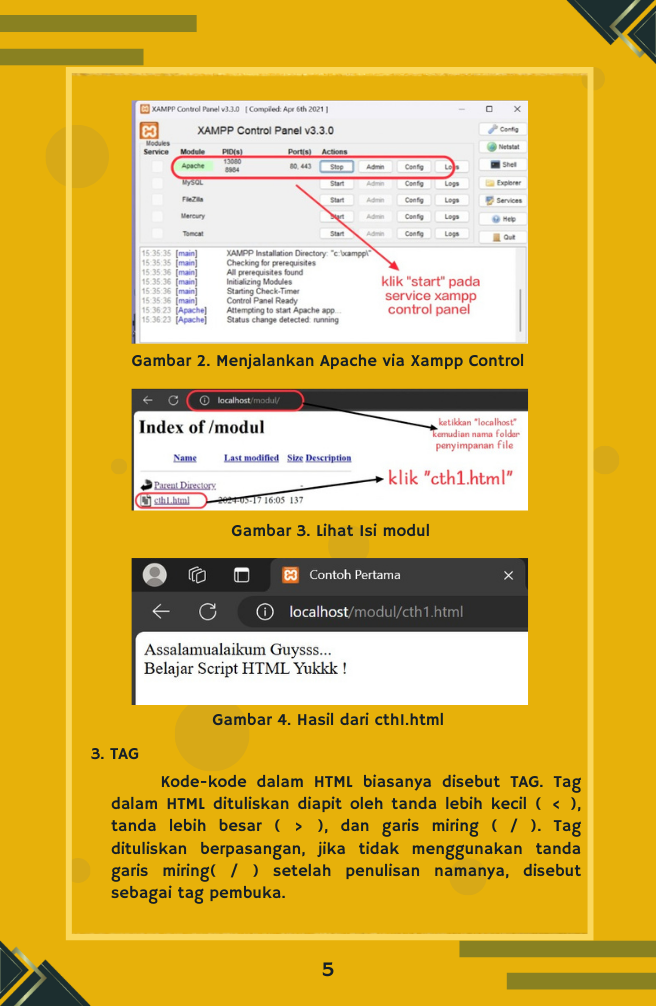 XAMPP Control Panel v3.3.0 [ Compiled: Apr 6th 2021 ]
XAMPP Control Panel v3.3.0
Config
Modules
Service Module PID(s) Port(s) Actions
Netstat
Apache 13080 8984 80, 443 Stop Admin Config Logs
Shell
MySQL Start Admin Config Logs
Explorer
FileZilla Start Admin Config Logs
Services
Mercury Start Admin Config Logs
Help
Tomcat Start Admin Config Logs
Quit
15:35:35 [main] XAMPP Installation Directory: "c:\xampp\"
15:35:35 [main] Checking for prerequisites
15:35:36 [main] All prerequisites found
15:35:36 [main] Initializing Modules
15:35:36 [main] Starting Check-Timer
15:35:36 [main] Control Panel Ready
15:36:23 [Apache] Attempting to start Apache app...
15:36:23 [Apache] Status change detected: running
klik "start" pada
service xampp
control panel
Gambar 2. Menjalankan Apache via Xampp Control
localhost/modul/
Index of /modul
ketikkan "localhost"
kemudian nama folder
penyimpanan file
Name Last modified Size Description
Parent Directory -
cth1.html 2024-05-17 16:05 137
klik "cth1.html"
Gambar 3. Lihat Isi modul
Contoh Pertama
localhost/modul/cth1.html
Assalamualaikum Guysss...
Belajar Script HTML Yukkk !
Gambar 4. Hasil dari cth1.html
3. TAG
Kode-kode dalam HTML biasanya disebut TAG. Tag
dalam HTML dituliskan diapit oleh tanda lebih kecil ( < ),
tanda lebih besar ( > ), dan garis miring ( / ). Tag
dituliskan berpasangan, jika tidak menggunakan tanda
garis miring( / ) setelah penulisan namanya, disebut
sebagai tag pembuka.
5